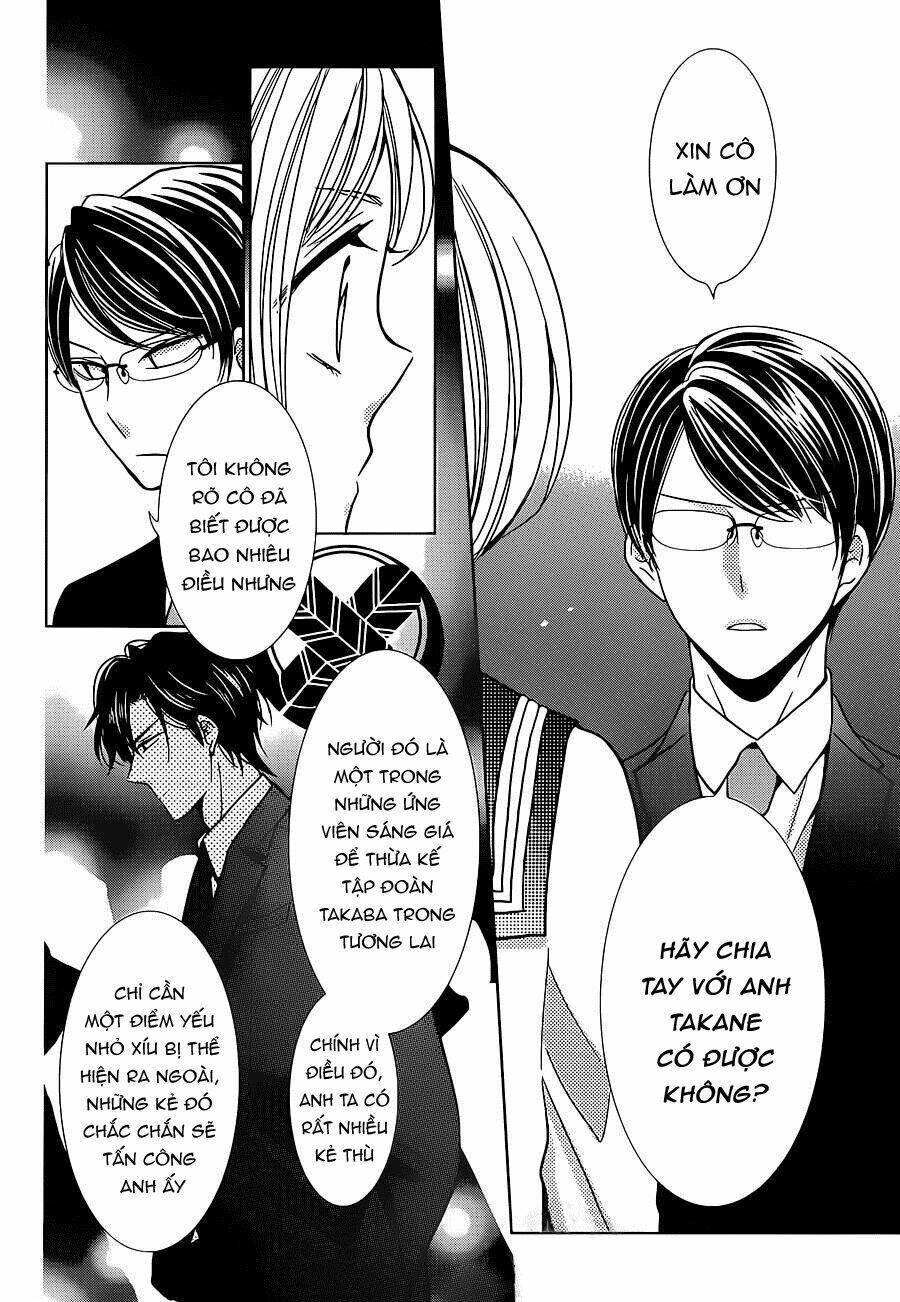 XIN CÔ
LÀM ƠN
HÃY CHIA
TAY VỚI ANH
TAKANE
CÓ ĐƯỢC
KHÔNG?
TÔI KHÔNG
RÕ CÔ ĐÃ
BIẾT ĐƯỢC
BAO NHIÊU
ĐIỀU NHƯNG
NGƯỜI ĐÓ LÀ
MỘT TRONG
NHỮNG ỨNG
VIÊN SÁNG GIÁ
ĐỂ THỪA KẾ
TẬP ĐOÀN
TAKABA TRONG
TƯƠNG LAI
CHÍNH VÌ
ĐIỀU ĐÓ,
ANH TA CÓ
RẤT NHIỀU
KẺ THÙ
CHỈ CẦN
MỘT ĐIỂM YẾU
NHỎ XÍU BỊ THỂ
HIỆN RA NGOÀI,
NHỮNG KẺ ĐÓ
CHẮC CHẮN SẼ
TẤN CÔNG
ANH ẤY